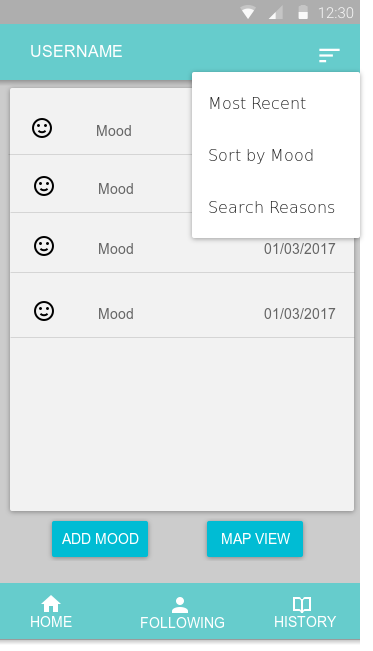 12:30
USERNAME
Most Recent
Mood
Sort by Mood
Mood
Search Reasons
Mood 01/03/2017
Mood 01/03/2017
ADD MOOD MAP VIEW
HOME FOLLOWING HISTORY